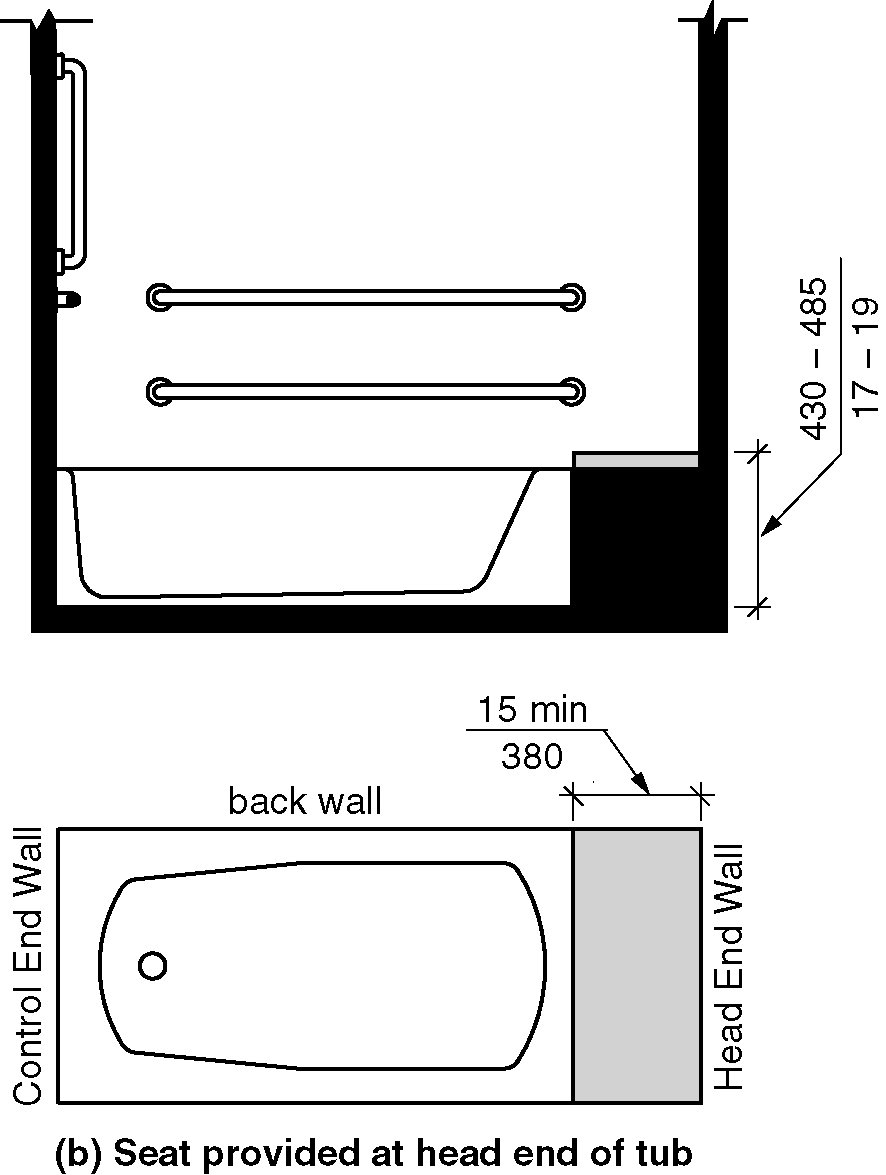 430 – 485
17 – 19
15 min
380
back wall
Control End Wall
Head End Wall
(b) Seat provided at head end of tub